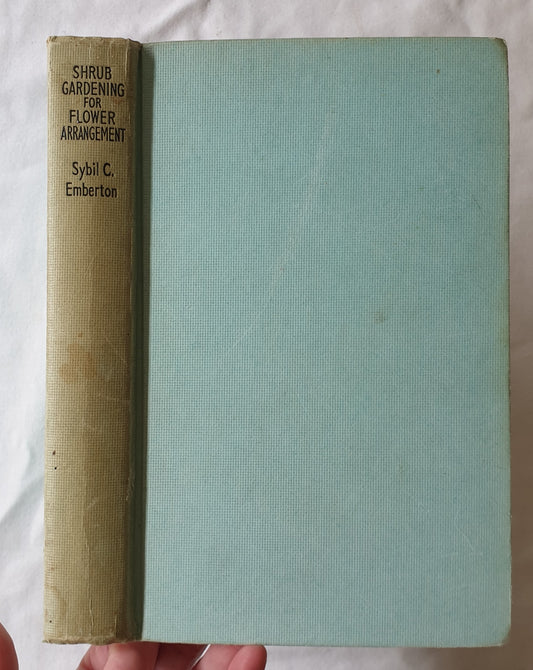 SHRUB
GARDENING
FOR
FLOWER
ARRANGEMENT
Sybil C.
Emberton